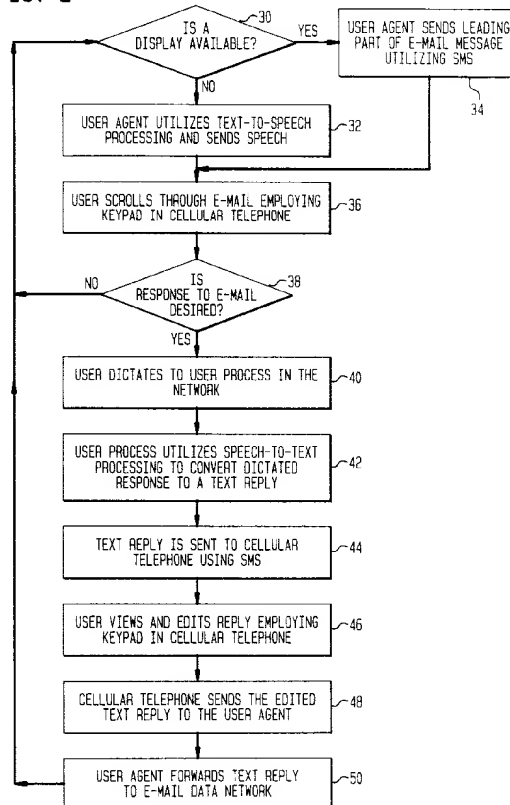 30
IS A
DISPLAY AVAILABLE?
YES
USER AGENT SENDS LEADING
PART OF E-MAIL MESSAGE
UTILIZING SMS
34
NO
USER AGENT UTILIZES TEXT-TO-SPEECH
PROCESSING AND SENDS SPEECH
32
USER SCROLLS THROUGH E-MAIL EMPLOYING
KEYPAD IN CELLULAR TELEPHONE
36
38
NO
IS
RESPONSE TO E-MAIL
DESIRED?
YES
USER DICTATES TO USER PROCESS IN THE
NETWORK
40
USER PROCESS UTILIZES SPEECH-TO-TEXT
PROCESSING TO CONVERT DICTATED
RESPONSE TO A TEXT REPLY
42
TEXT REPLY IS SENT TO CELLULAR
TELEPHONE USING SMS
44
USER VIEWS AND EDITS REPLY EMPLOYING
KEYPAD IN CELLULAR TELEPHONE
46
CELLULAR TELEPHONE SENDS THE EDITED
TEXT REPLY TO THE USER AGENT
48
USER AGENT FORWARDS TEXT REPLY
TO E-MAIL DATA NETWORK
50